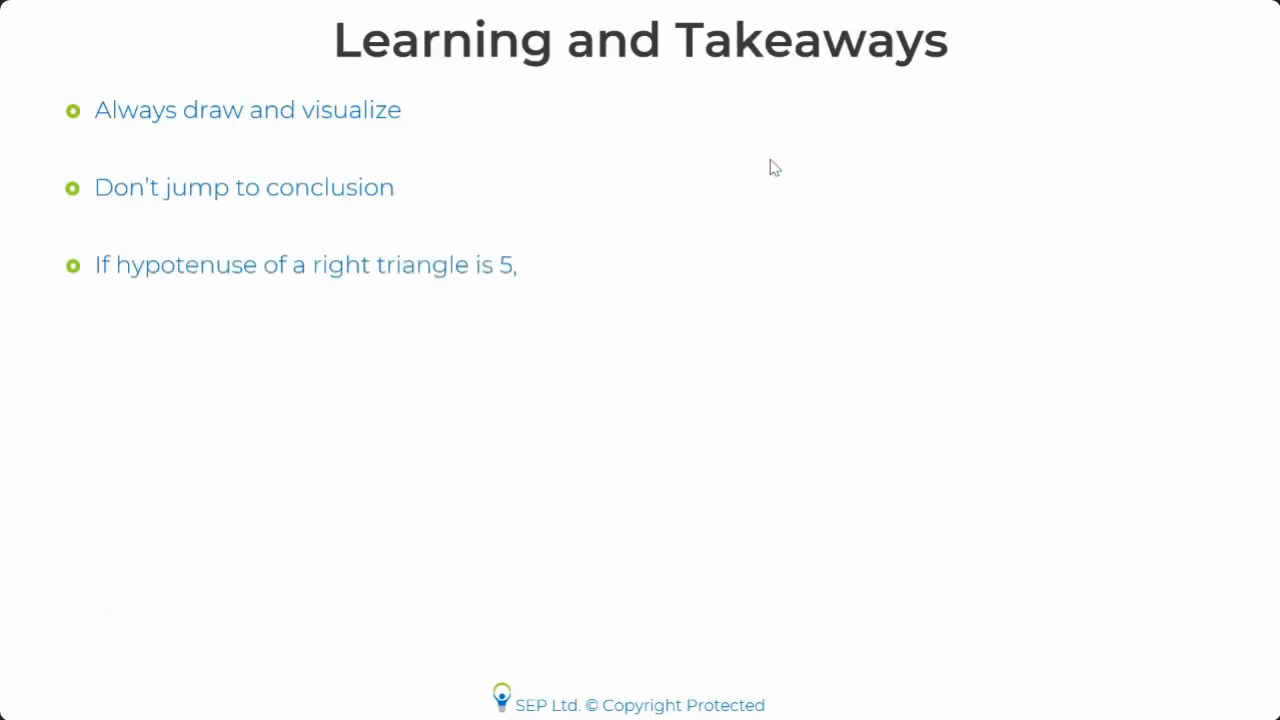 Learning and Takeaways
Always draw and visualize
Don't jump to conclusion
If hypotenuse of a right triangle is 5,
SEP Ltd. © Copyright Protected